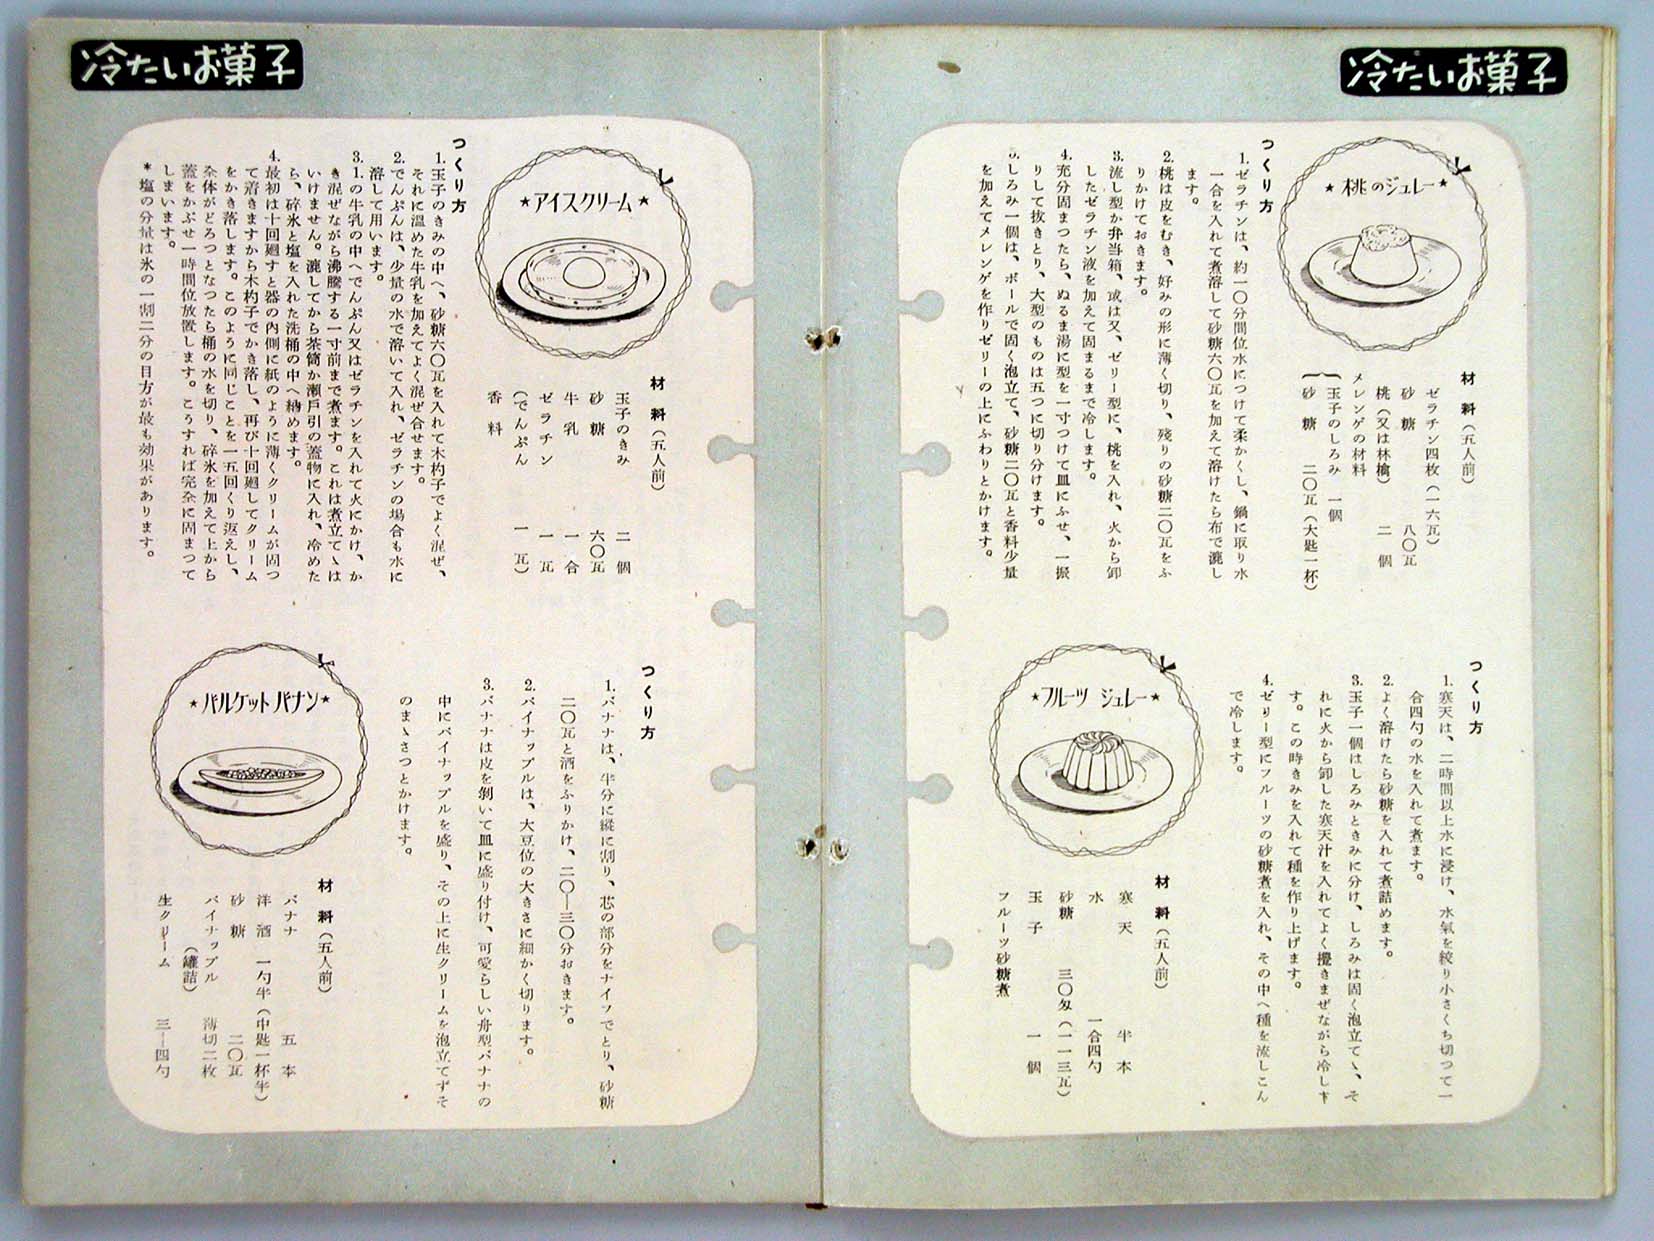 冷たいお菓子
★桃のジュレー★
材料(五人前)
ゼラチン四枚(一六瓦)
砂糖 八〇瓦
桃(又は林檎) 二個
メレンゲの材料
玉子のしろみ 一個
砂糖 二〇瓦(大匙一杯)
つくり方
1.ゼラチンは、約一〇分間位水につけて柔かくし、鍋に取り水
一合を入れて煮溶して砂糖六〇瓦を加えて溶けたら布で漉し
ます。
2.桃は皮をむき、好みの形に薄く切り、残りの砂糖二〇瓦をふ
りかけておきます。
3.流し型か弁当箱、或は又、ゼリー型に、桃を入れ、火から卸
したゼラチン液を加えて固まるまで冷します。
4.充分固まつたら、ぬるま湯に型を一寸つけて皿にふせ、一振
りして抜きとり、大型のものは五つに切り分けます。
5.しろみ一個は、ボールで固く泡立て、砂糖二〇瓦と香料少量
を加えてメレンゲを作りゼリーの上にふわりとかけます。
★フルーツ ジュレー★
材料(五人前)
寒天 半本
水 一合四勺
砂糖 三〇匁(一一三瓦)
玉子 一個
フルーツ砂糖煮
つくり方
1.寒天は、二時間以上水に浸け、水氣を絞り小さくち切つて一
合四勺の水を入れて煮ます。
2.よく溶けたら砂糖を入れて煮詰めます。
3.玉子一個はしろみときみに分け、しろみは固く泡立てゝ、そ
れに火から卸した寒天汁を入れてよく攪きまぜながら冷しま
す。この時きみを入れて種を作り上げます。
4.ゼリー型にフルーツの砂糖煮を入れ、その中へ種を流しこん
で冷します。
冷たいお菓子
★アイスクリーム★
材料(五人前)
玉子のきみ 二個
砂糖 六〇瓦
牛乳 一合
ゼラチン 一瓦
(でんぷん 一瓦)
香料
つくり方
1.玉子のきみの中へ、砂糖六〇瓦を入れて木杓子でよく混ぜ、
それに温めた牛乳を加えてよく混ぜ合せます。
2.でんぷんは、少量の水で溶いて入れ、ゼラチンの場合も水に
溶して用います。
3.1.の牛乳の中へでんぷん又はゼラチンを入れて火にかけ、か
き混ぜながら沸騰する一寸前まで煮ます。これは煮立てゝは
いけません。漉してから茶筒か瀬戸引の蓋物に入れ、冷めた
ら、砕氷と塩を入れた洗桶の中へ納めます。
4.最初は十回廻すと器の内側に紙のように薄くクリームが固つ
て着きますから木杓子でかき落し、再び十回廻してクリーム
をかき落します。このように同じことを一五回くり返えし、
全体がどろつとなつたら桶の水を切り、砕氷を加えて上から
蓋をかぶせ一時間位放置します。こうすれば完全に固まつて
しまいます。
*塩の分量は氷の一割二分の目方が最も効果があります。
★バルケット バナン★
材料(五人前)
バナナ 五本
洋酒 一勺半(中匙一杯半)
砂糖 二〇瓦
パイナップル 薄切二枚
(罐詰)
生クリーム 三―四勺
つくり方
1.バナナは、半分に縦に割り、芯の部分をナイフでとり、砂糖
二〇瓦と酒をふりかけ、二〇―三〇分おきます。
2.パイナップルは、大豆位の大きさに細かく切ります。
3.バナナは皮を剝いて皿に盛り付け、可愛らしい舟型バナナの
中にパイナップルを盛り、その上に生クリームを泡立てずそ
のまゝさつとかけます。